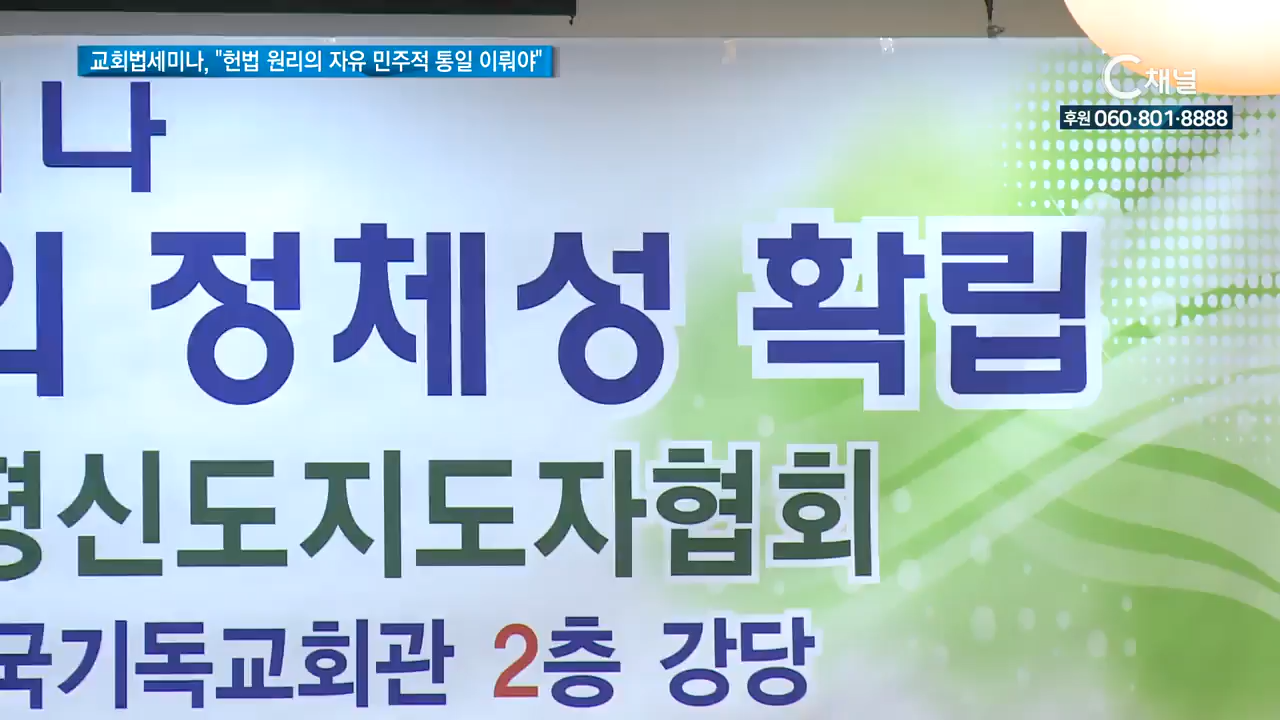 교회법세미나, "헌법 원리의 자유 민주적 통일 이뤄야"
C채널
후원 060·801·8888
나
의 정체성 확립
평신도지도자협회
국기독교회관 2층 강당